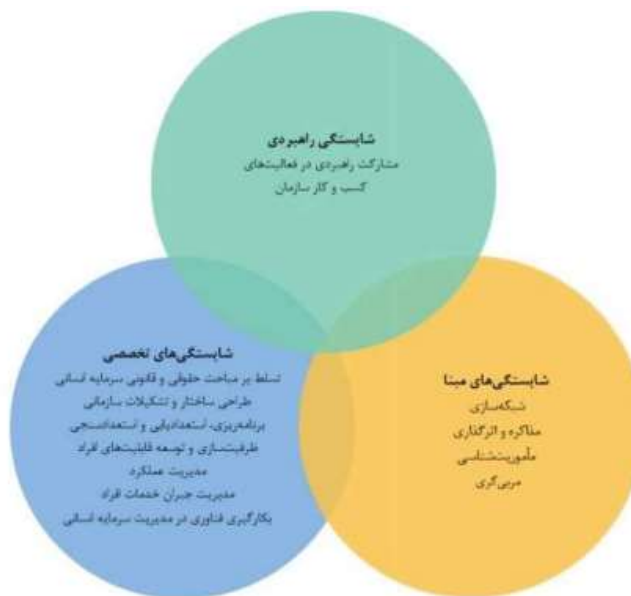 شایستگی راهبردی
مشارکت راهبردی در فعالیت‌های
کسب و کار سازمان
شایستگی‌های تخصصی
تسلط بر مباحث حقوقی و قانونی سرمایه انسانی
طراحی ساختار و تشکیلات سازمانی
برنامه‌ریزی، استعدادیابی و استعدادسنجی
ظرفیت‌سازی و توسعه قابلیت‌های افراد
مدیریت عملکرد
مدیریت جبران خدمات افراد
بکارگیری فناوری در مدیریت سرمایه انسانی
شایستگی‌های مبنا
شبکه‌سازی
مذاکره و اثرگذاری
مأموریت‌شناسی
مربی‌گری